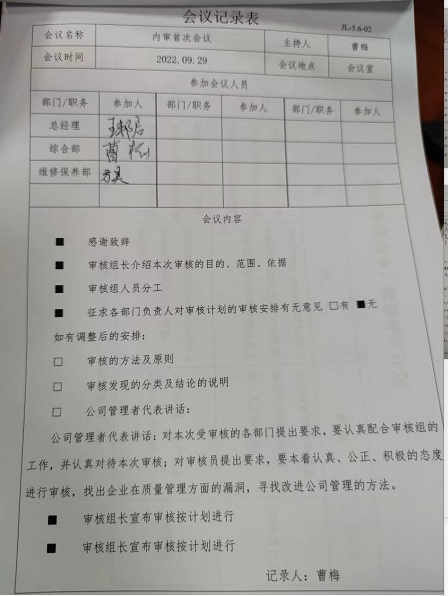 会议记录表
JL-5.6-02
会议名称 内审首次会议 主持人 曹梅
会议时间 2022.09.29 会议地点 会议室
参加会议人员
部门/职务 参加人 部门/职务 参加人 部门/职务 参加人
总经理
综合部 曹梅
维修保养部
会议内容
■ 感谢致辞
■ 审核组长介绍本次审核的目的、范围、依据
■ 审核组人员分工
■ 征求各部门负责人对审核计划的审核安排有无意见 □有 ■无
如有调整后的安排:
□ 审核的方法及原则
□ 审核发现的分类及结论的说明
□ 公司管理者代表讲话:
公司管理者代表讲话:对本次受审核的各部门提出要求,要认真配合审核组的
工作,并认真对待本次审核;对审核员提出要求,要本着认真、公正、积极的态度
进行审核,找出企业在质量管理方面的漏洞,寻找改进公司管理的方法。
■ 审核组长宣布审核按计划进行
■ 审核组长宣布审核按计划进行
记录人:曹梅